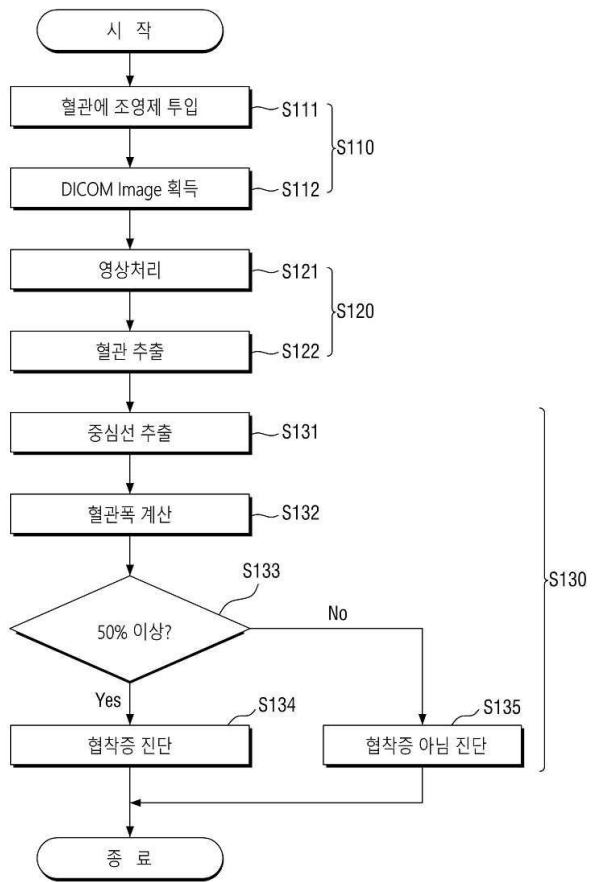 시 작
혈관에 조영제 투입
S111
S110
DICOM Image 획득
S112
영상처리
S121
S120
혈관 추출
S122
중심선 추출
S131
혈관폭 계산
S132
S133
S130
50% 이상?
No
Yes
S134
S135
협착증 진단
협착증 아님 진단
종 료